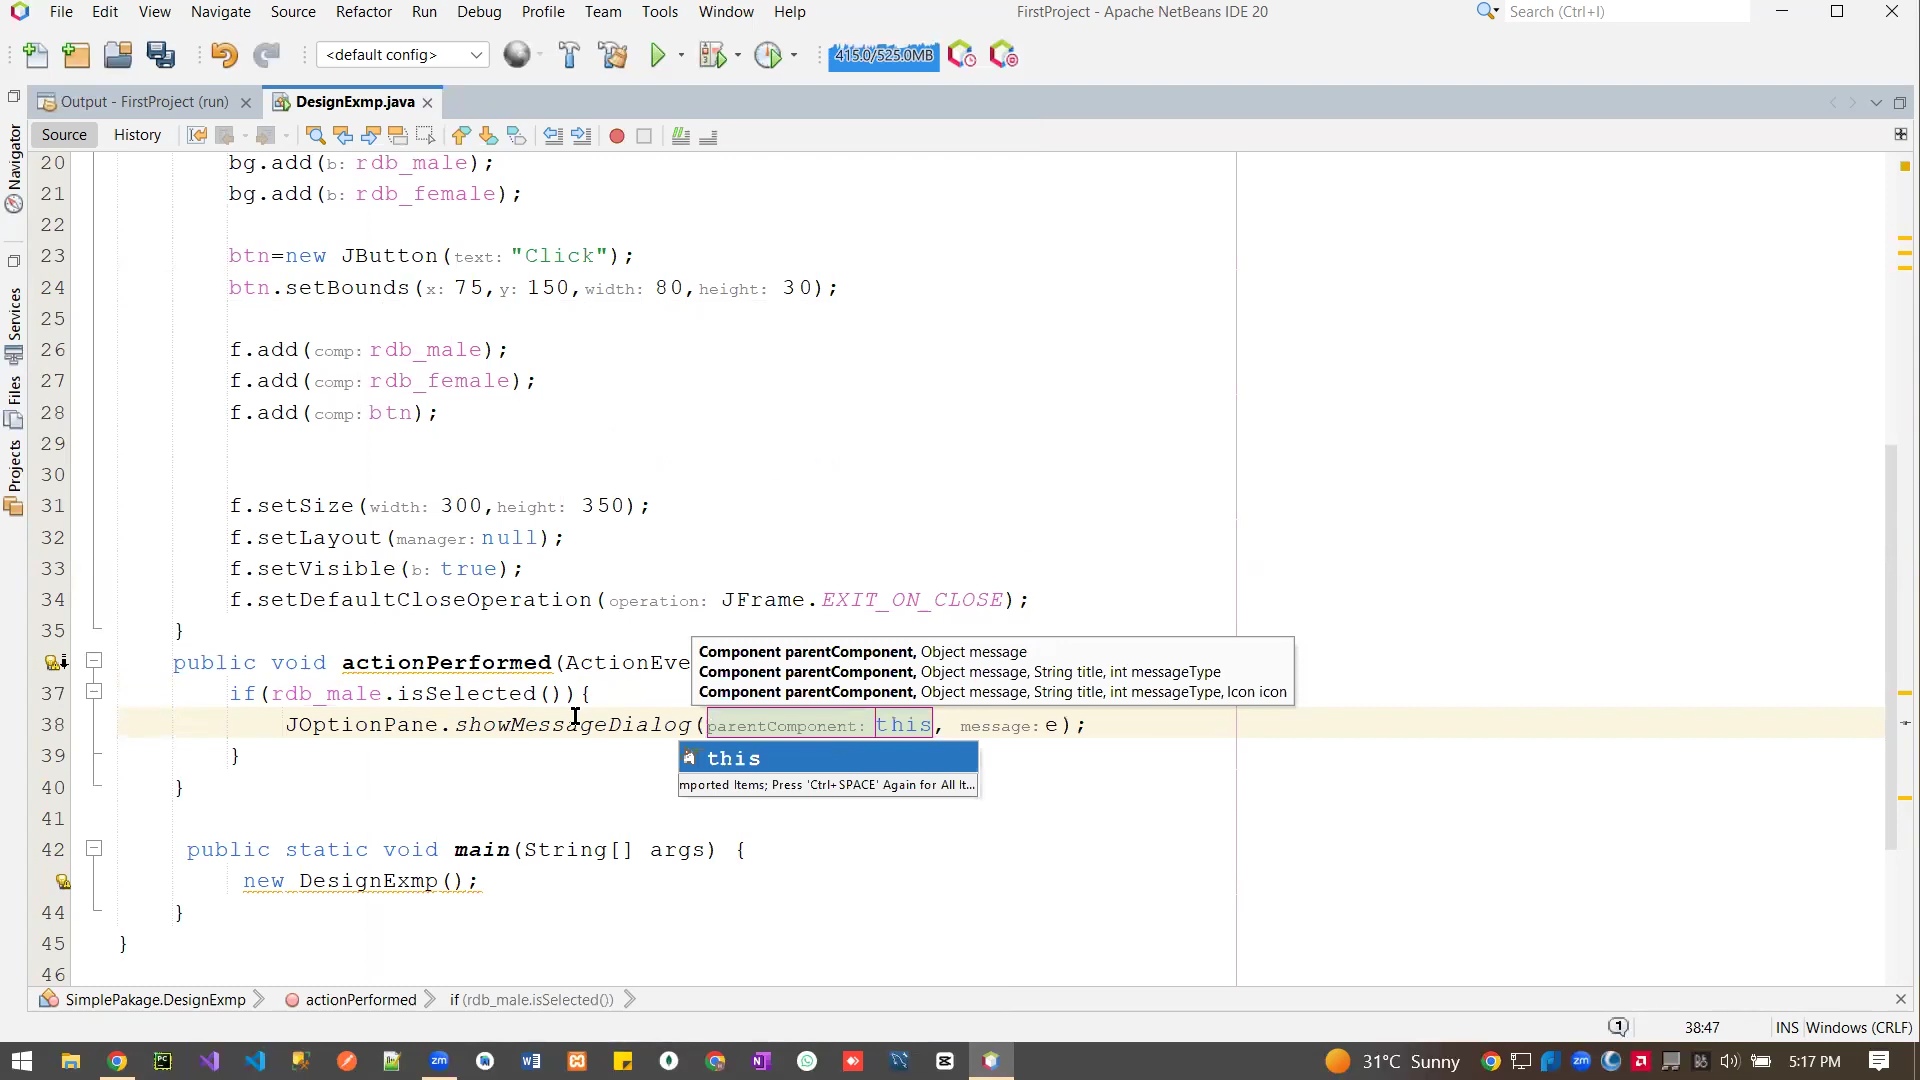 File Edit View Navigate Source Refactor Run Debug Profile Team Tools Window Help FirstProject - Apache NetBeans IDE 20 Search (Ctrl+I)
<default config> 415.0/525.0MB
Output - FirstProject (run) DesignExmp.java
Source History
Navigator
Services
Files
Projects
20 bg.add(b: rdb_male);
21 bg.add(b: rdb_female);
22
23 btn=new JButton(text: "Click");
24 btn.setBounds(x: 75,y: 150,width: 80,height: 30);
25
26 f.add(comp: rdb_male);
27 f.add(comp: rdb_female);
28 f.add(comp: btn);
29
30
31 f.setSize(width: 300,height: 350);
32 f.setLayout(manager: null);
33 f.setVisible(b: true);
34 f.setDefaultCloseOperation(operation: JFrame.EXIT_ON_CLOSE);
35 }
public void actionPerformed(ActionEve
Component parentComponent, Object message
Component parentComponent, Object message, String title, int messageType
Component parentComponent, Object message, String title, int messageType, Icon icon
37 if(rdb_male.isSelected()){
38 JOptionPane.showMessageDialog(parentComponent: this, message: e);
this
mported Items; Press 'Ctrl+SPACE' Again for All It...
39 }
40 }
41
42 public static void main(String[] args) {
new DesignExmp();
44 }
45 }
46
SimplePakage.DesignExmp actionPerformed if (rdb_male.isSelected())
1 38:47 INS Windows (CRLF)
31°C Sunny 5:17 PM